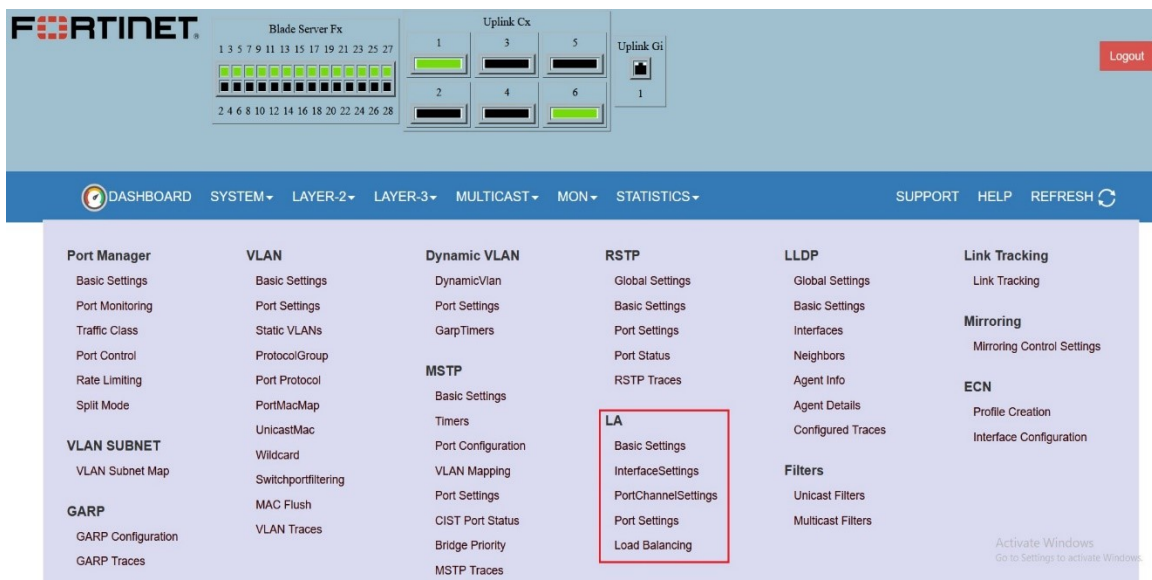 FORTINET
Blade Server Fx
1 3 5 7 9 11 13 15 17 19 21 23 25 27
2 4 6 8 10 12 14 16 18 20 22 24 26 28
Uplink Cx
1 3 5
2 4 6
Uplink Gi
1
Logout
DASHBOARD SYSTEM LAYER-2 LAYER-3 MULTICAST MON STATISTICS SUPPORT HELP REFRESH
Port Manager
Basic Settings
Port Monitoring
Traffic Class
Port Control
Rate Limiting
Split Mode
VLAN SUBNET
VLAN Subnet Map
GARP
GARP Configuration
GARP Traces
VLAN
Basic Settings
Port Settings
Static VLANs
ProtocolGroup
Port Protocol
PortMacMap
UnicastMac
Wildcard
Switchportfiltering
MAC Flush
VLAN Traces
Dynamic VLAN
DynamicVlan
Port Settings
GarpTimers
MSTP
Basic Settings
Timers
Port Configuration
VLAN Mapping
Port Settings
CIST Port Status
Bridge Priority
MSTP Traces
RSTP
Global Settings
Basic Settings
Port Settings
Port Status
RSTP Traces
LA
Basic Settings
InterfaceSettings
PortChannelSettings
Port Settings
Load Balancing
LLDP
Global Settings
Basic Settings
Interfaces
Neighbors
Agent Info
Agent Details
Configured Traces
Filters
Unicast Filters
Multicast Filters
Link Tracking
Link Tracking
Mirroring
Mirroring Control Settings
ECN
Profile Creation
Interface Configuration
Activate Windows
Go to Settings to activate Windows.